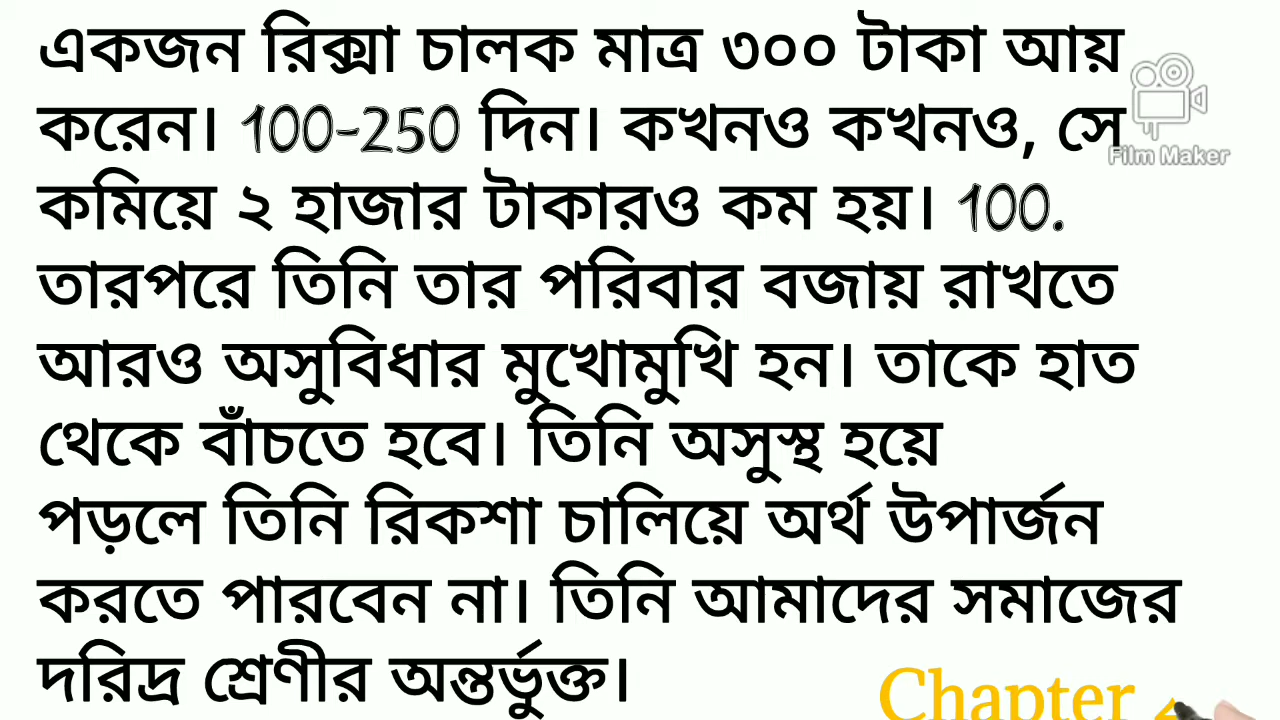 একজন রিক্সা চালক মাত্র ৩০০ টাকা আয়
করেন। 100-250 দিন। কখনও কখনও, সে
Film Maker
কমিয়ে ২ হাজার টাকারও কম হয়। 100.
তারপরে তিনি তার পরিবার বজায় রাখতে
আরও অসুবিধার মুখোমুখি হন। তাকে হাত
থেকে বাঁচতে হবে। তিনি অসুস্থ হয়ে
পড়লে তিনি রিকশা চালিয়ে অর্থ উপার্জন
করতে পারবেন না। তিনি আমাদের সমাজের
দরিদ্র শ্রেণীর অন্তর্ভুক্ত।
Chapter